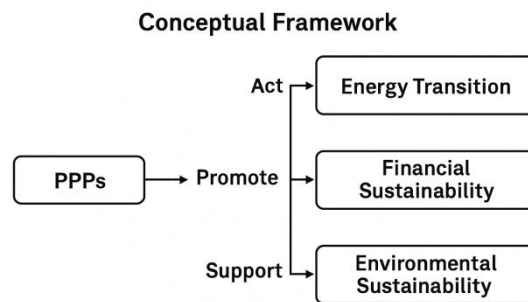 Conceptual Framework
Act
Energy Transition
PPPs
Promote
Financial
Sustainability
Support
Environmental
Sustainability